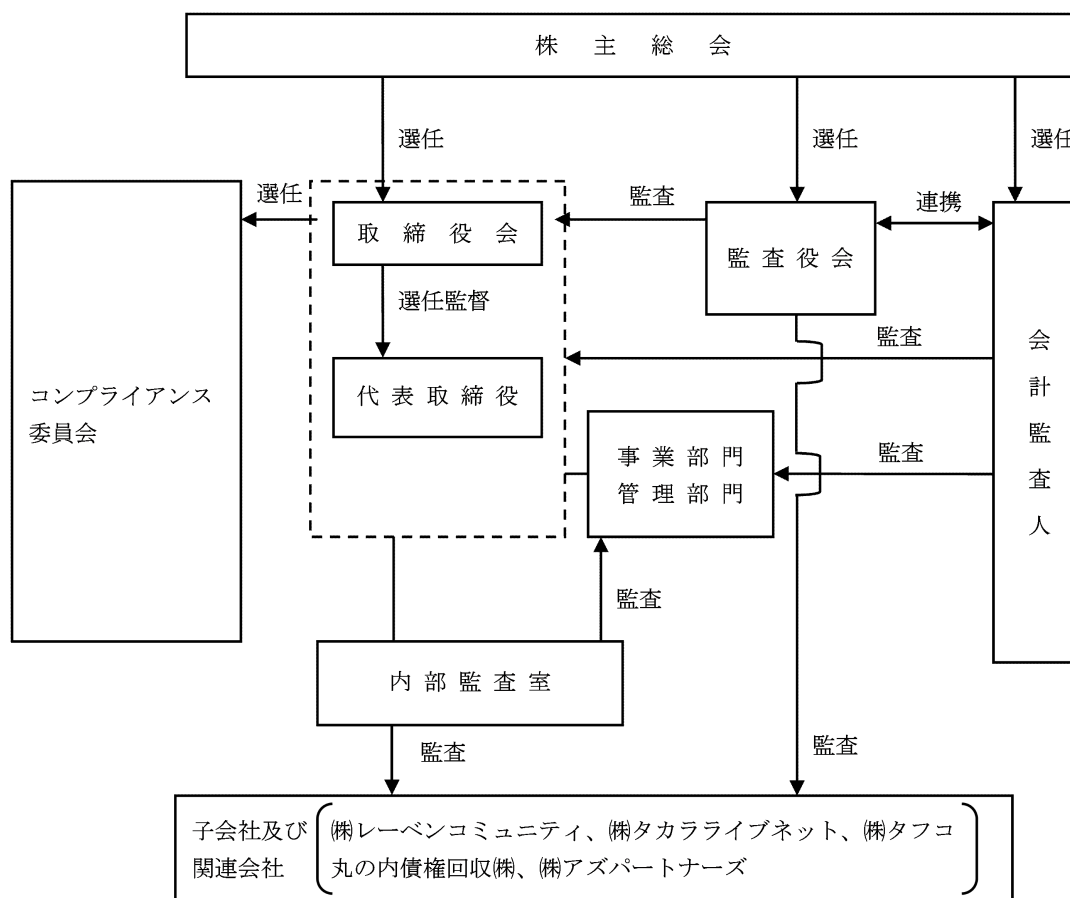 株主総会
選任
選任
選任
選任
監査
連携
取締役会
監査役会
選任監督
監査
会計監査人
代表取締役
コンプライアンス
委員会
事業部門
管理部門
監査
監査
内部監査室
監査
監査
子会社及び
関連会社
㈱レーベンコミュニティ、㈱タカラライブネット、㈱タフコ
丸の内債権回収㈱、㈱アズパートナーズ